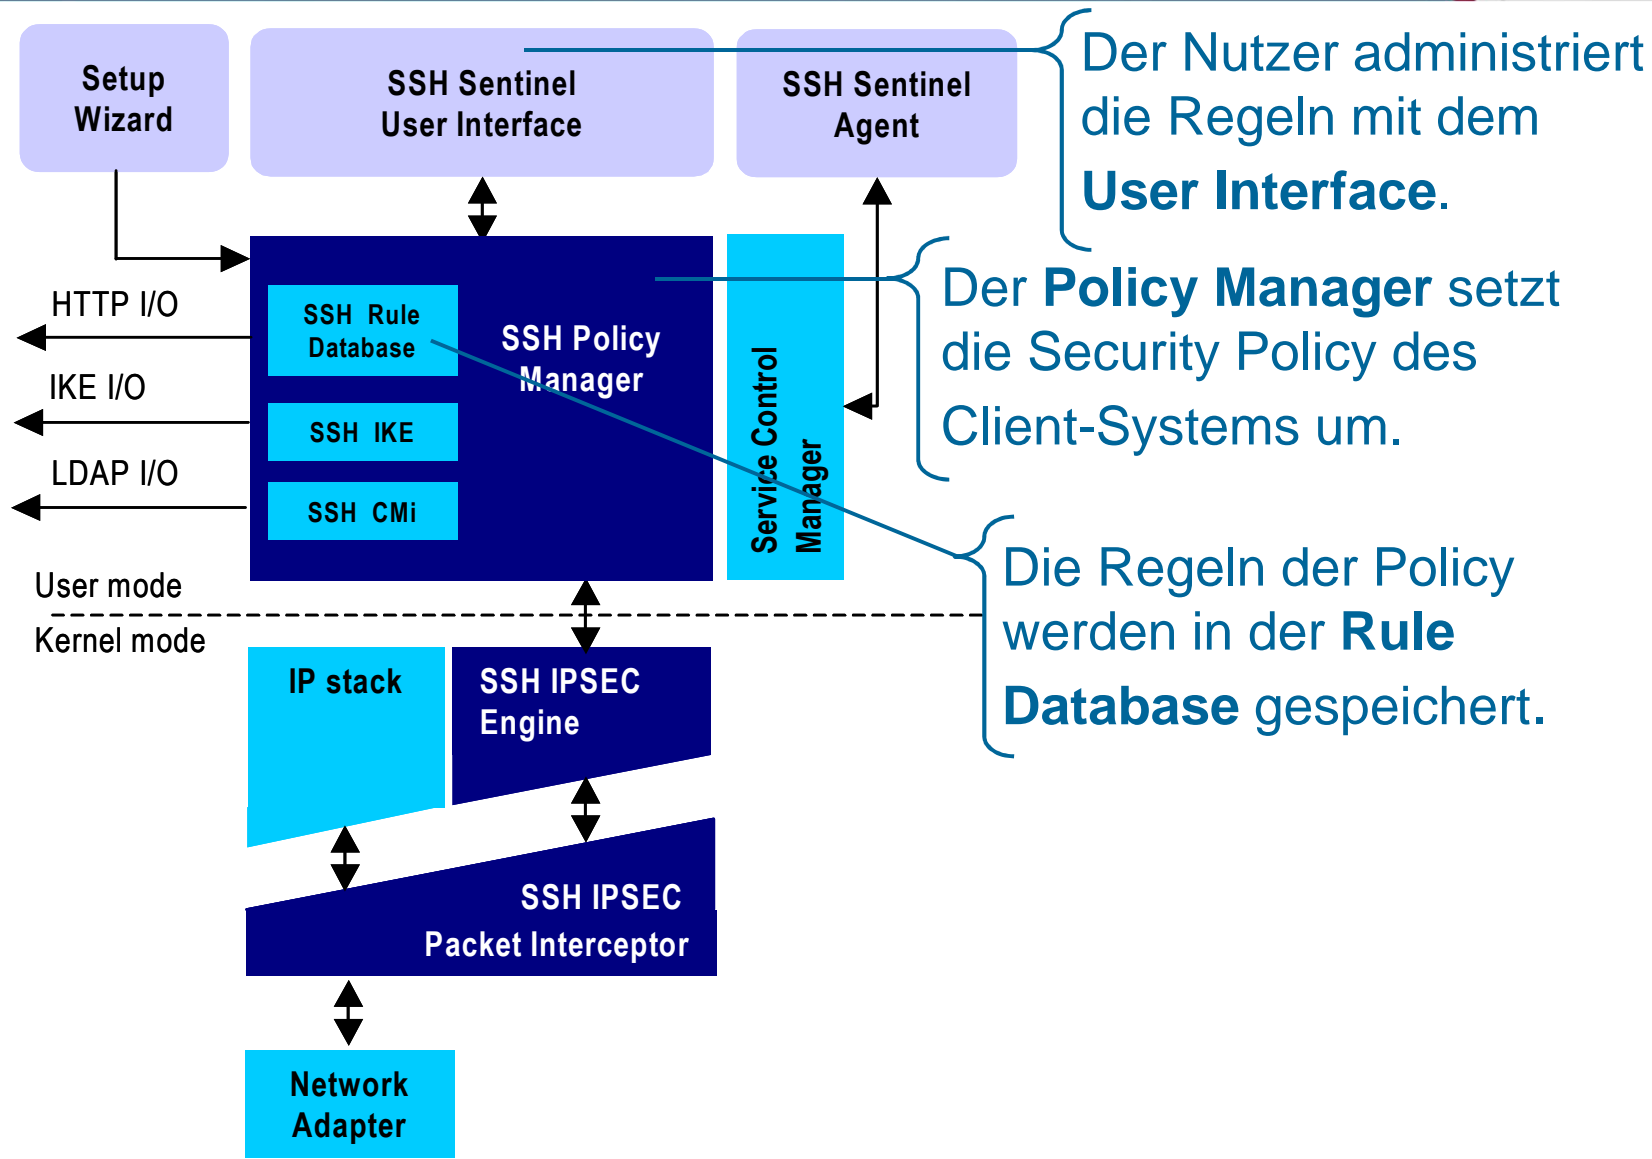 Setup
Wizard
SSH Sentinel
User Interface
SSH Sentinel
Agent
Der Nutzer administriert
die Regeln mit dem
User Interface.
HTTP I/O
IKE I/O
LDAP I/O
SSH Rule
Database
SSH IKE
SSH CMi
SSH Policy
Manager
Service Control
Manager
Der Policy Manager setzt
die Security Policy des
Client-Systems um.
Die Regeln der Policy
werden in der Rule
Database gespeichert.
User mode
Kernel mode
IP stack
SSH IPSEC
Engine
SSH IPSEC
Packet Interceptor
Network
Adapter